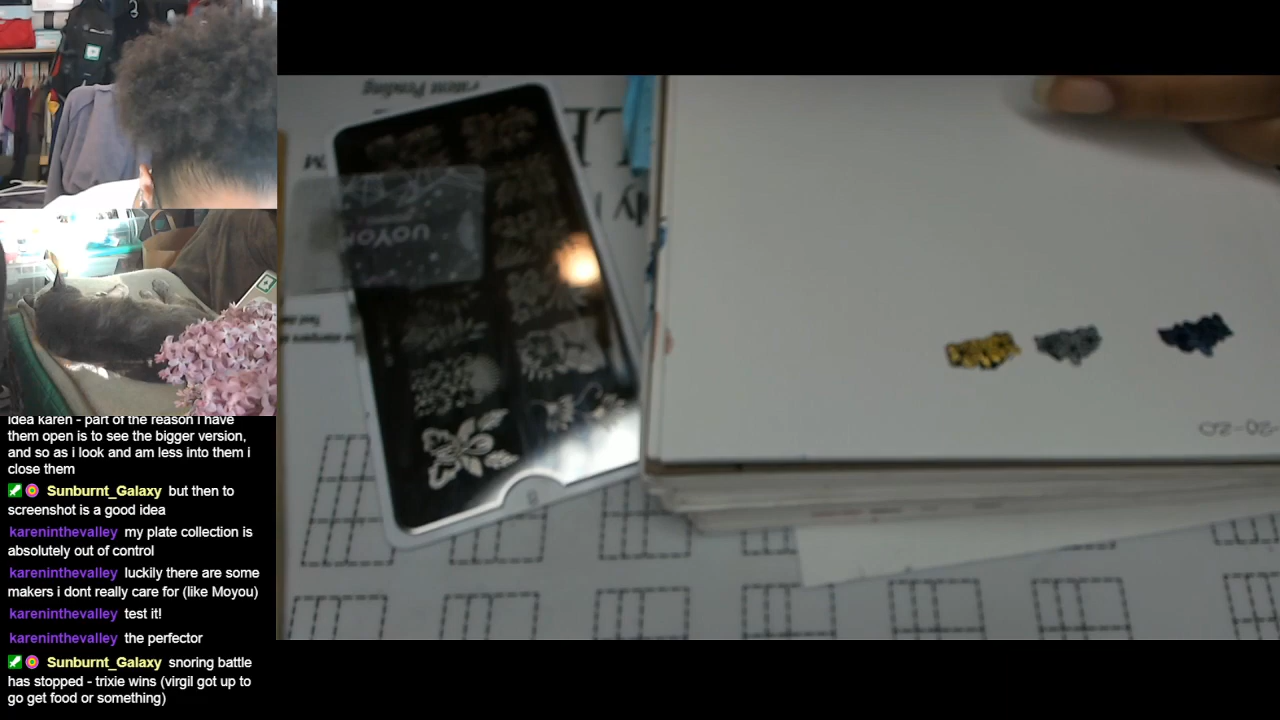 idea karen - part of the reason i have
them open is to see the bigger version,
and so as i look and am less into them i
close them
Sunburnt_Galaxy but then to
screenshot is a good idea
kareninthevalley my plate collection is
absolutely out of control
kareninthevalley luckily there are some
makers i dont really care for (like Moyou)
kareninthevalley test it!
kareninthevalley the perfector
Sunburnt_Galaxy snoring battle
has stopped - trixie wins (virgil got up to
go get food or something)
Pending
MoYou